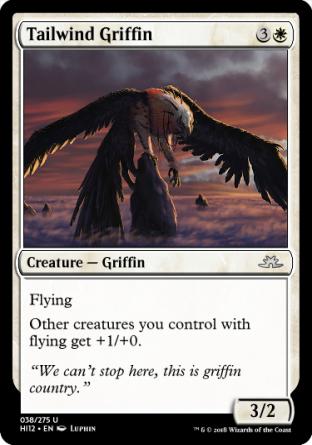 Tailwind Griffin 3
Creature — Griffin
Flying
Other creatures you control with
flying get +1/+0.
“We can't stop here, this is griffin
country.”
3/2
038/275 U
HI12 • EN Luphin
™ & © 2018 Wizards of the Coast